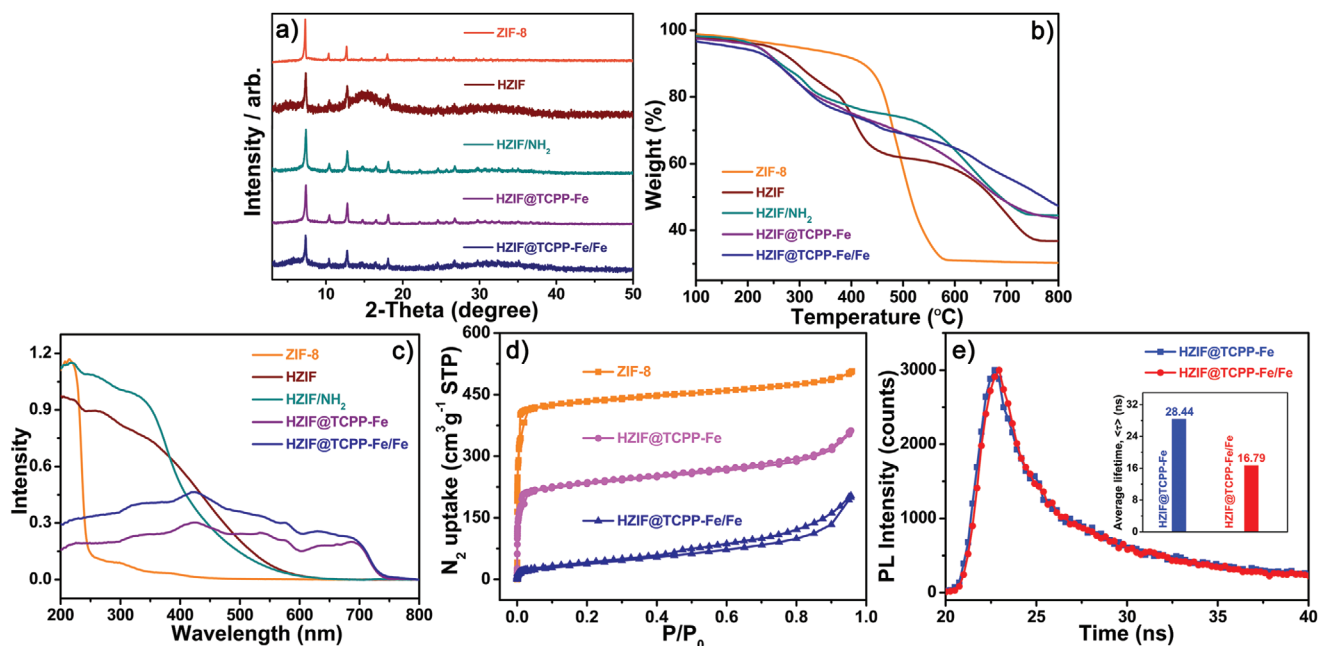 a)
ZIF-8
HZIF
HZIF/NH₂
HZIF@TCPP-Fe
HZIF@TCPP-Fe/Fe
Intensity / arb.
10 20 30 40 50
2-Theta (degree)
b)
100
80
60
40
Weight (%)
ZIF-8
HZIF
HZIF/NH₂
HZIF@TCPP-Fe
HZIF@TCPP-Fe/Fe
100 200 300 400 500 600 700 800
Temperature (°C)
c)
1.2
0.9
0.6
0.3
0.0
Intensity
ZIF-8
HZIF
HZIF/NH₂
HZIF@TCPP-Fe
HZIF@TCPP-Fe/Fe
200 300 400 500 600 700 800
Wavelength (nm)
d)
600
450
300
150
0
N₂ uptake (cm³g⁻¹ STP)
ZIF-8
HZIF@TCPP-Fe
HZIF@TCPP-Fe/Fe
0.0 0.2 0.4 0.6 0.8 1.0
P/P₀
e)
HZIF@TCPP-Fe
HZIF@TCPP-Fe/Fe
3000
2000
1000
0
PL Intensity (counts)
Average lifetime, <τ> (ns)
32
24
16
8
0
28.44
16.79
HZIF@TCPP-Fe
HZIF@TCPP-Fe/Fe
20 25 30 35 40
Time (ns)